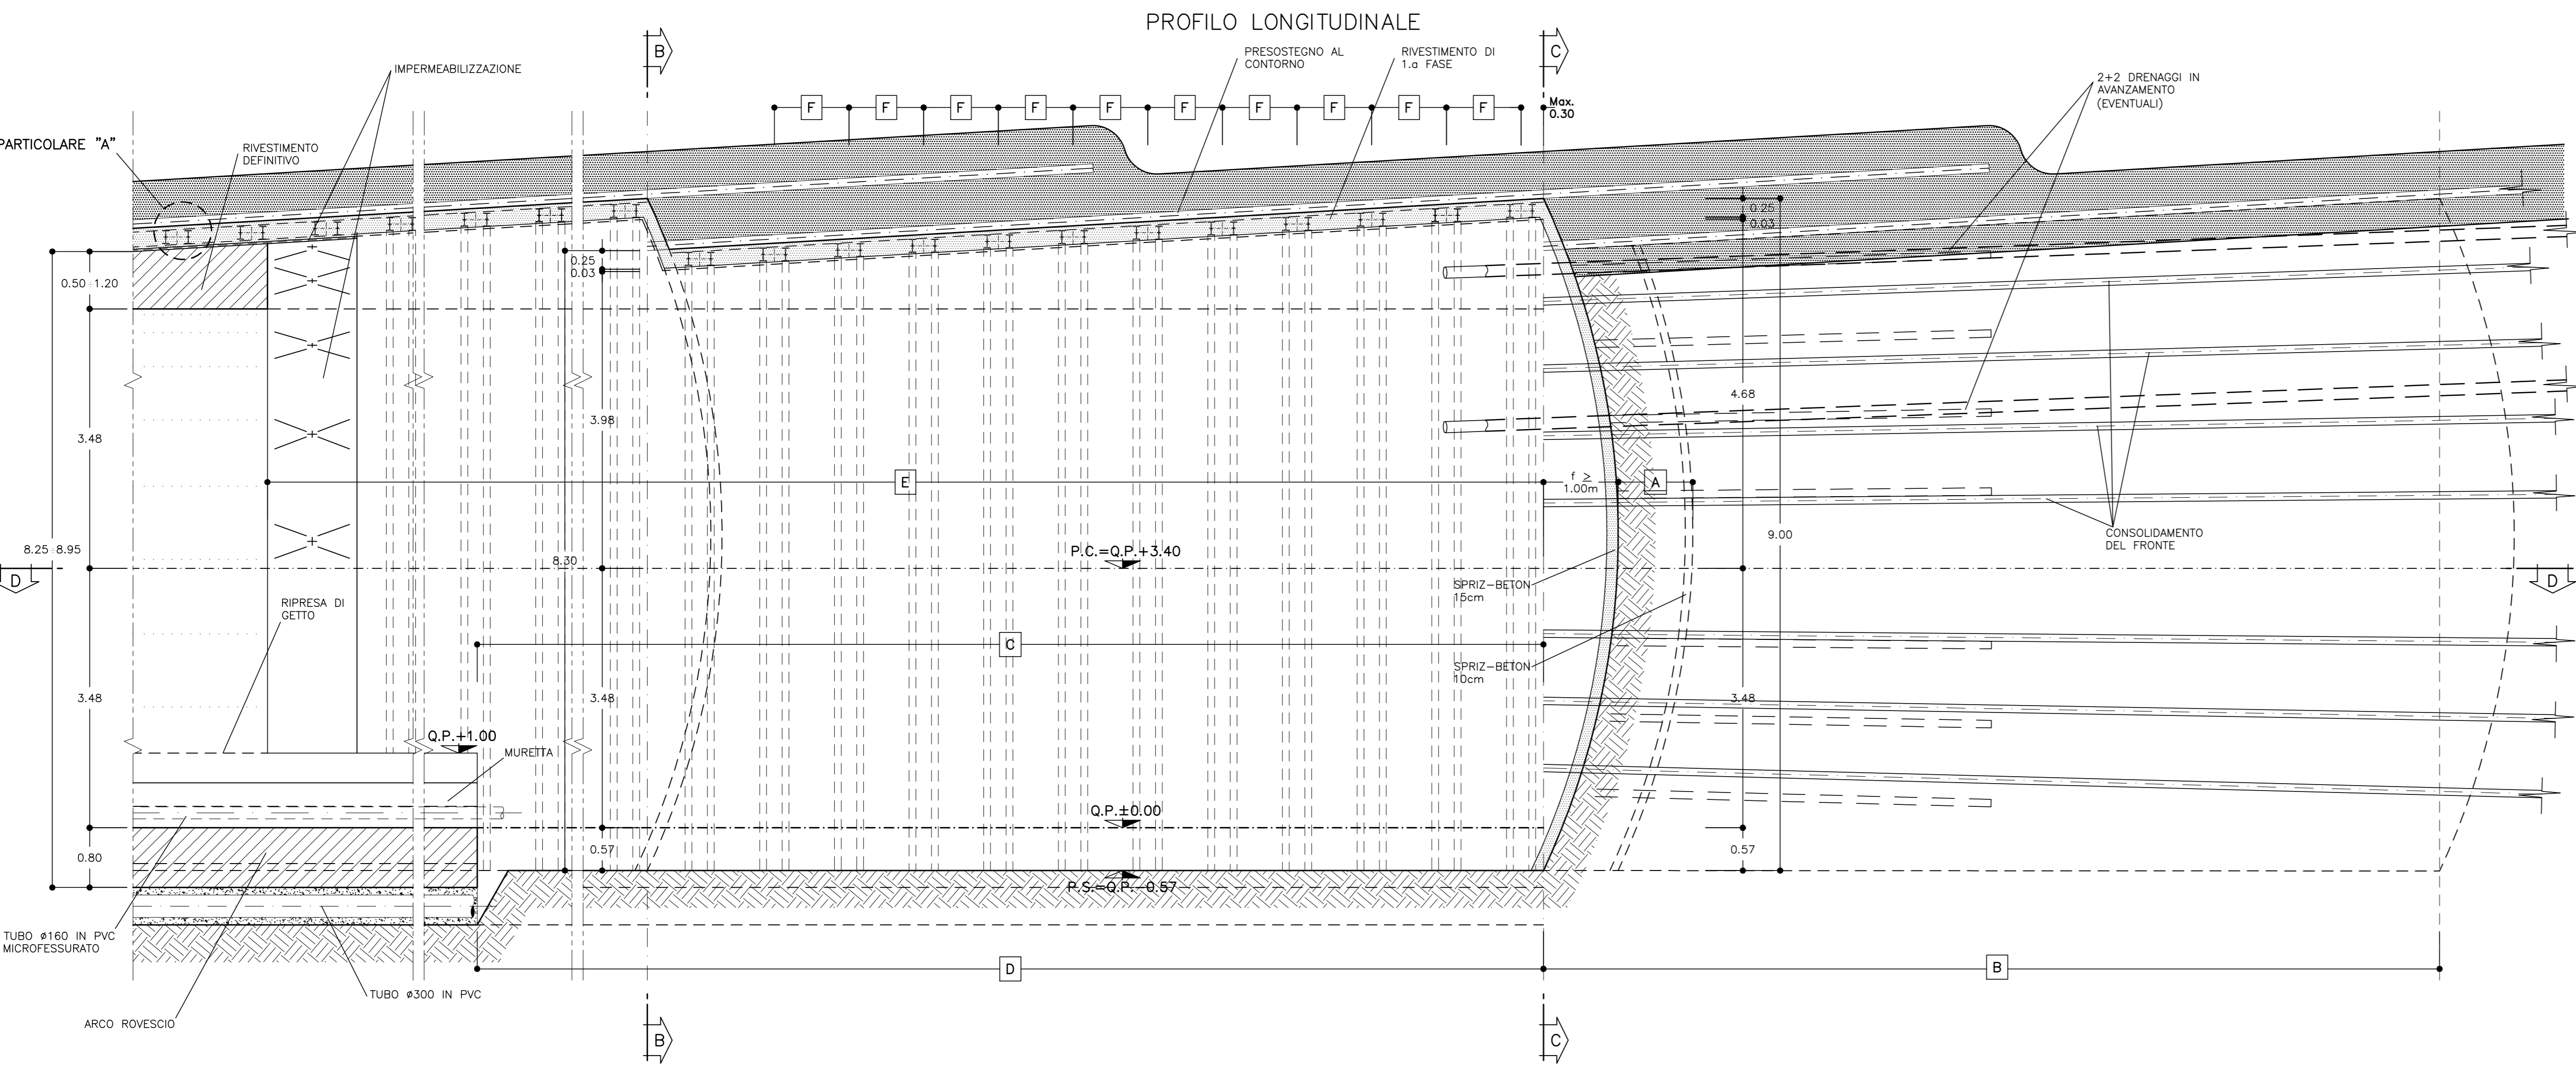 PROFILO LONGITUDINALE
B
C
PRESOSTEGNO AL
CONTORNO
RIVESTIMENTO DI
1.a FASE
IMPERMEABILIZZAZIONE
2+2 DRENAGGI IN
AVANZAMENTO
(EVENTUALI)
F
F
F
F
F
F
F
F
F
F
Max.
0.30
PARTICOLARE "A"
RIVESTIMENTO
DEFINITIVO
0.25
0.03
0.25
0.03
0.50÷1.20
4.68
3.98
3.48
E
f ≥
1.00m
A
9.00
CONSOLIDAMENTO
DEL FRONTE
8.25÷8.95
P.C.=Q.P.+3.40
8.30
D
D
SPRIZ-BETON
15cm
RIPRESA DI
GETTO
C
SPRIZ-BETON
10cm
3.48
3.48
3.48
Q.P.+1.00
MURETTA
Q.P.±0.00
0.80
0.57
0.57
P.S.=Q.P.-0.57
TUBO ø160 IN PVC
MICROFESSURATO
D
B
TUBO ø300 IN PVC
ARCO ROVESCIO
B
C